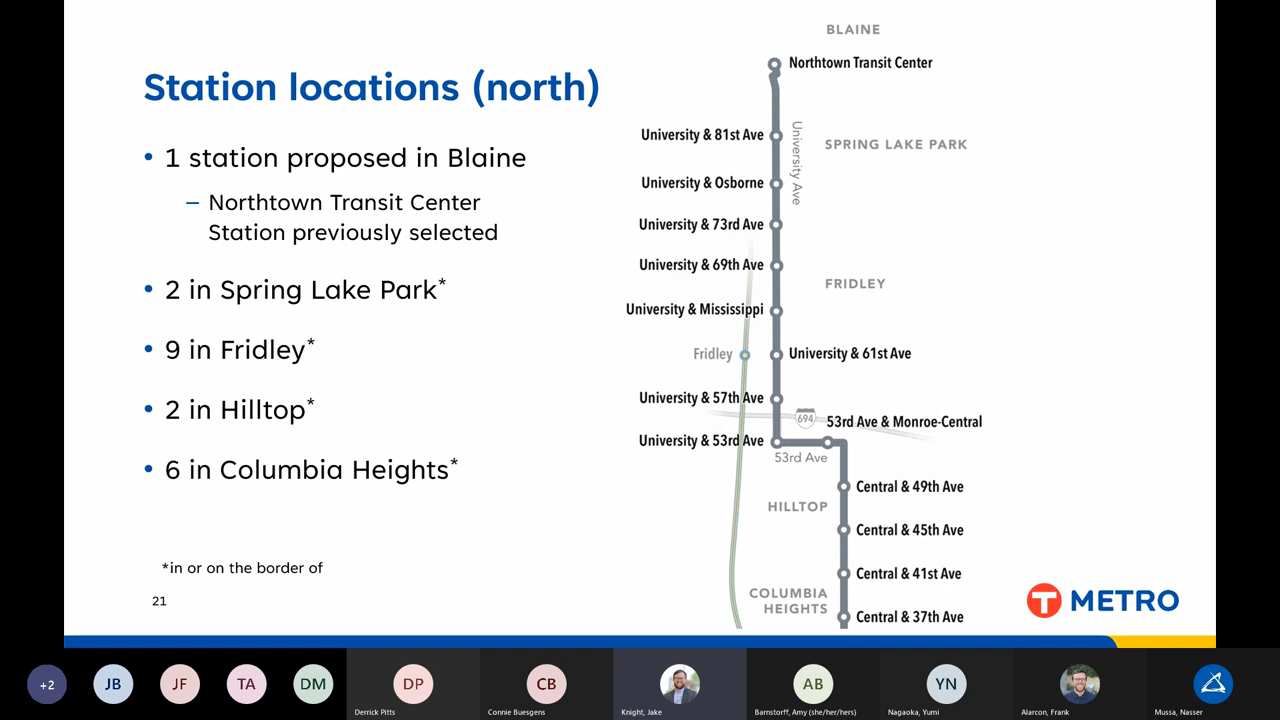 Station locations (north)
• 1 station proposed in Blaine
– Northtown Transit Center
Station previously selected
• 2 in Spring Lake Park*
• 9 in Fridley*
• 2 in Hilltop*
• 6 in Columbia Heights*
*in or on the border of
21
BLAINE
Northtown Transit Center
University & 81st Ave
University Ave
SPRING LAKE PARK
University & Osborne
University & 73rd Ave
University & 69th Ave
FRIDLEY
University & Mississippi
Fridley
University & 61st Ave
University & 57th Ave
694
53rd Ave & Monroe-Central
University & 53rd Ave
53rd Ave
Central & 49th Ave
HILLTOP
Central & 45th Ave
Central & 41st Ave
COLUMBIA
HEIGHTS
Central & 37th Ave
T METRO
+2
JB
JF
TA
DM
DP
Derrick Pitts
CB
Connie Buesgens
Knight, Jake
AB
Barnstorff, Amy (she/her/hers)
YN
Nagaoka, Yumi
Alarcon, Frank
Mussa, Nasser